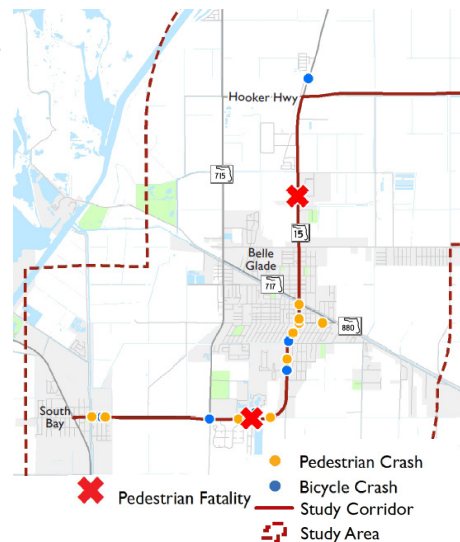 Hooker Hwy
715
15
Belle
Glade
717
880
South
Bay
Pedestrian Crash
Bicycle Crash
Pedestrian Fatality
Study Corridor
Study Area